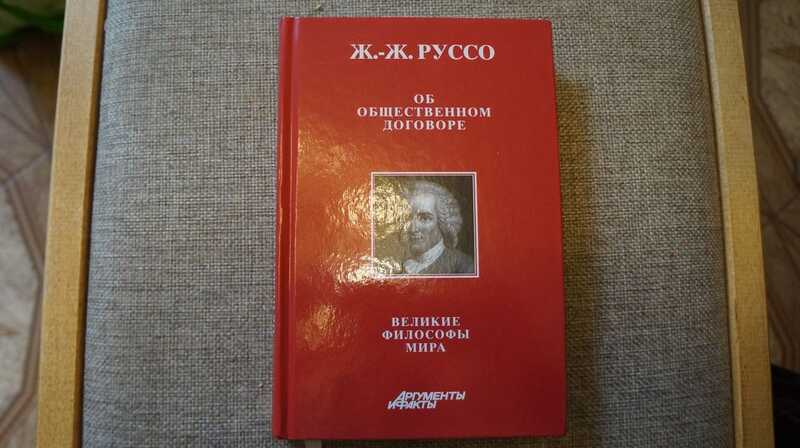 Ж.-Ж. РУССО
ОБ
ОБЩЕСТВЕННОМ
ДОГОВОРЕ
ВЕЛИКИЕ
ФИЛОСОФЫ
МИРА
АРГУМЕНТЫ
И ФАКТЫ